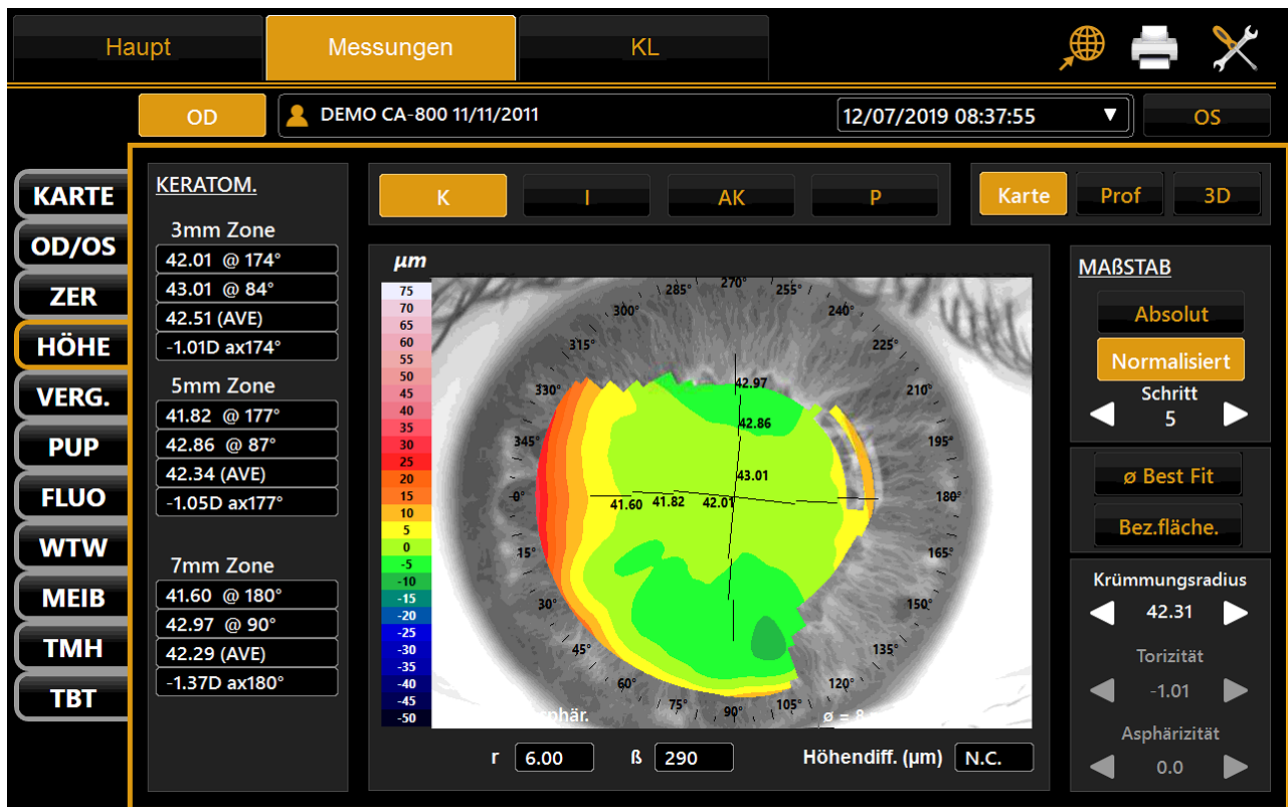 Haupt
Messungen
KL
OD
DEMO CA-800 11/11/2011
12/07/2019 08:37:55
OS
KARTE
OD/OS
ZER
HÖHE
VERG.
PUP
FLUO
WTW
MEIB
TMH
TBT
KERATOM.
3mm Zone
42.01 @ 174°
43.01 @ 84°
42.51 (AVE)
-1.01D ax174°
5mm Zone
41.82 @ 177°
42.86 @ 87°
42.34 (AVE)
-1.05D ax177°
7mm Zone
41.60 @ 180°
42.97 @ 90°
42.29 (AVE)
-1.37D ax180°
K
I
AK
P
Karte
Prof
3D
µm
75
70
65
60
55
50
45
40
35
30
25
20
15
10
5
0
-5
-10
-15
-20
-25
-30
-35
-40
-45
-50
285°
270°
255°
300°
240°
315°
225°
330°
210°
345°
195°
0°
180°
15°
165°
30°
150°
45°
135°
60°
120°
75°
90°
105°
42.97
42.86
43.01
41.60
41.82
42.01
r
6.00
ß
290
Höhendiff. (µm)
N.C.
MAßSTAB
Absolut
Normalisiert
Schritt
5
ø Best Fit
Bez.fläche.
Krümmungsradius
42.31
Torizität
-1.01
Asphärizität
0.0